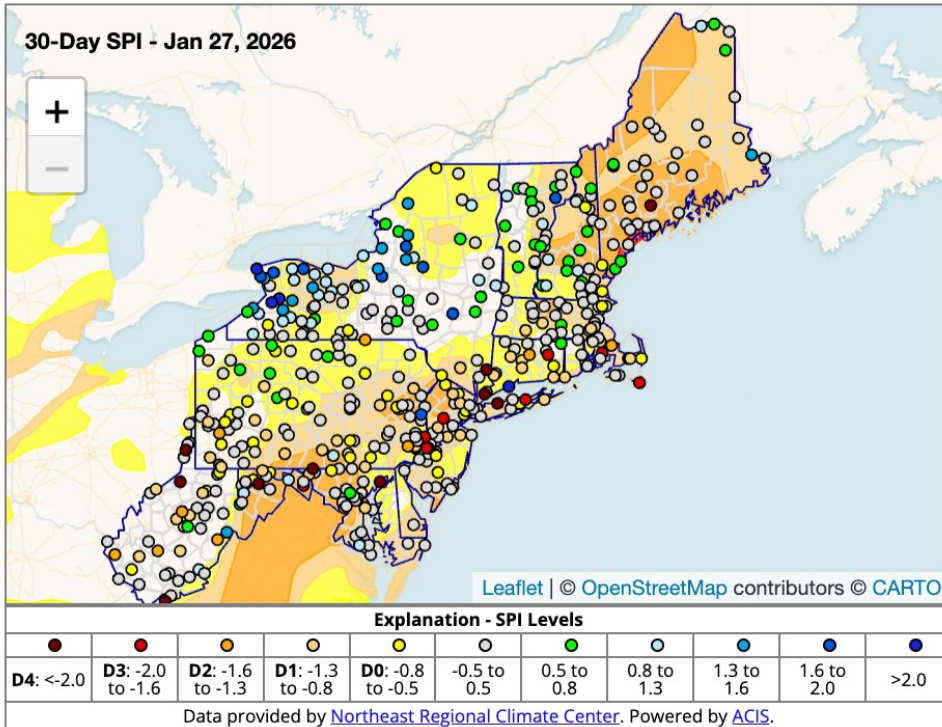 30-Day SPI - Jan 27, 2026
+
−
Leaflet | © OpenStreetMap contributors © CARTO
Explanation - SPI Levels
D4: <-2.0
D3: -2.0
to -1.6
D2: -1.6
to -1.3
D1: -1.3
to -0.8
D0: -0.8
to -0.5
-0.5 to
0.5
0.5 to
0.8
0.8 to
1.3
1.3 to
1.6
1.6 to
2.0
>2.0
Data provided by Northeast Regional Climate Center. Powered by ACIS.